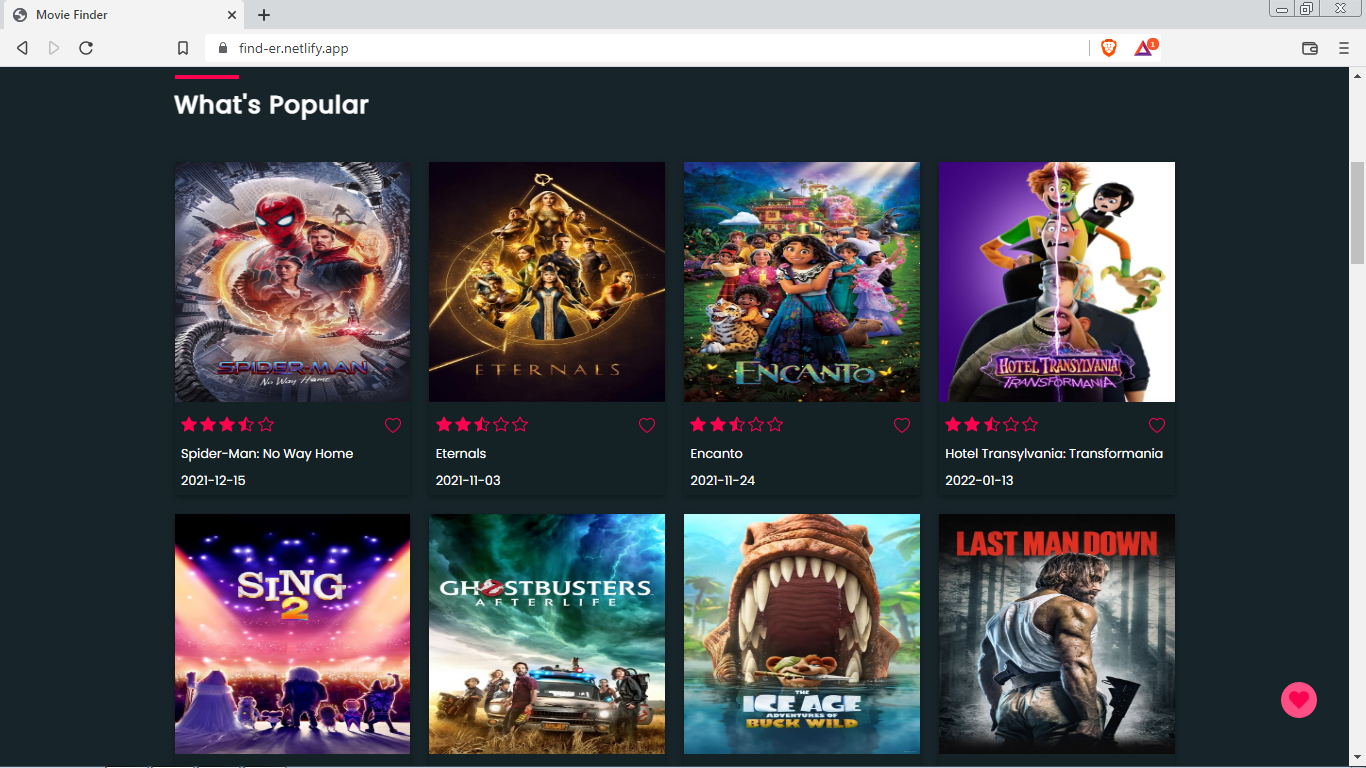 Movie Finder
find-er.netlify.app
1
What's Popular
SPIDER-MAN
No Way Home
ETERNALS
ENCANTO
HOTEL TRANSYLVANIA
TRANSFORMANIA
Spider-Man: No Way Home
2021-12-15
Eternals
2021-11-03
Encanto
2021-11-24
Hotel Transylvania: Transformania
2022-01-13
SING
2
GHOSTBUSTERS
AFTERLIFE
THE
ICE AGE
ADVENTURES OF
BUCK WILD
LAST MAN DOWN